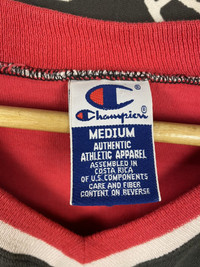 Champion®
MEDIUM
AUTHENTIC
ATHLETIC APPAREL
ASSEMBLED IN
COSTA RICA
OF U.S. COMPONENTS
CARE AND FIBER
CONTENT ON REVERSE